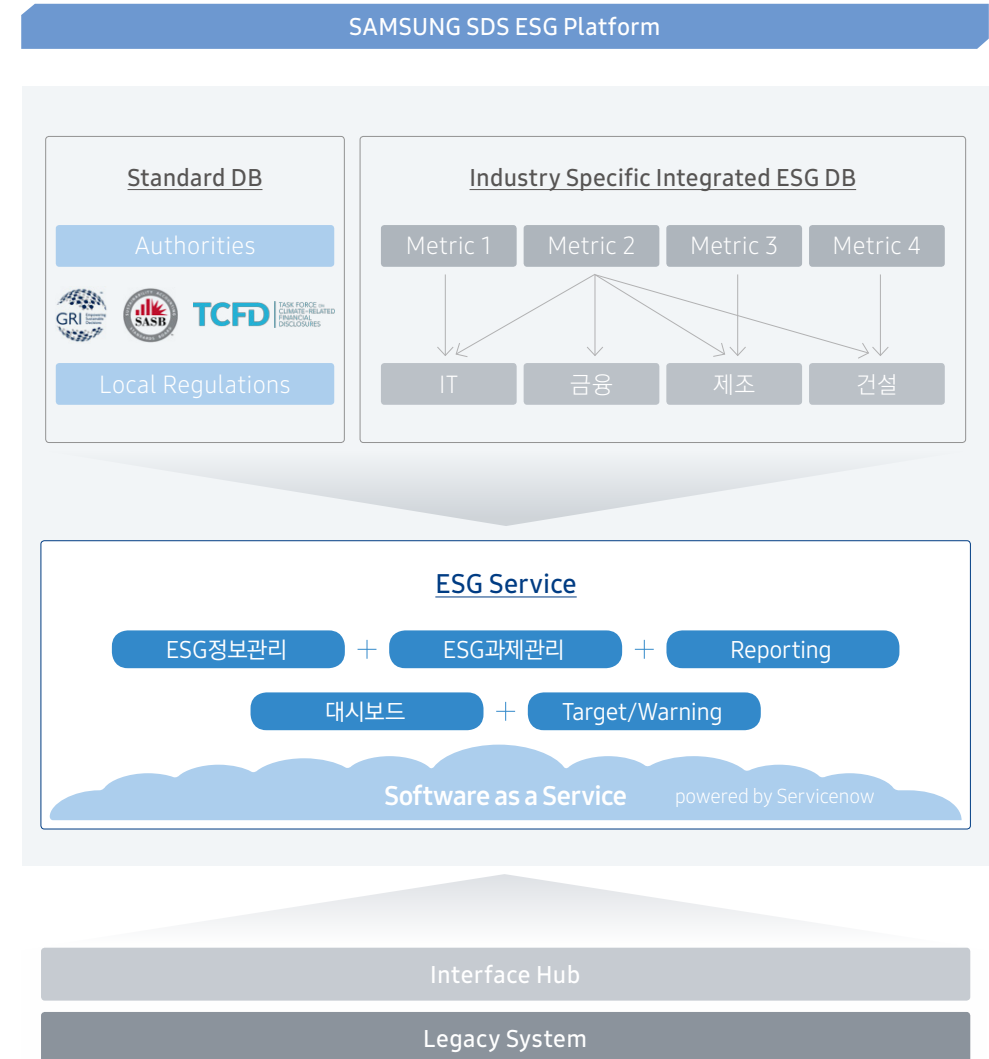 SAMSUNG SDS ESG Platform
Standard DB
Authorities
GRI Empowering Sustainable Decisions
SASB
TCFD TASK FORCE ON CLIMATE-RELATED FINANCIAL DISCLOSURES
Local Regulations
Industry Specific Integrated ESG DB
Metric 1 Metric 2 Metric 3 Metric 4
IT 금융 제조 건설
ESG Service
ESG정보관리 + ESG과제관리 + Reporting
대시보드 + Target/Warning
Software as a Service powered by Servicenow
Interface Hub
Legacy System